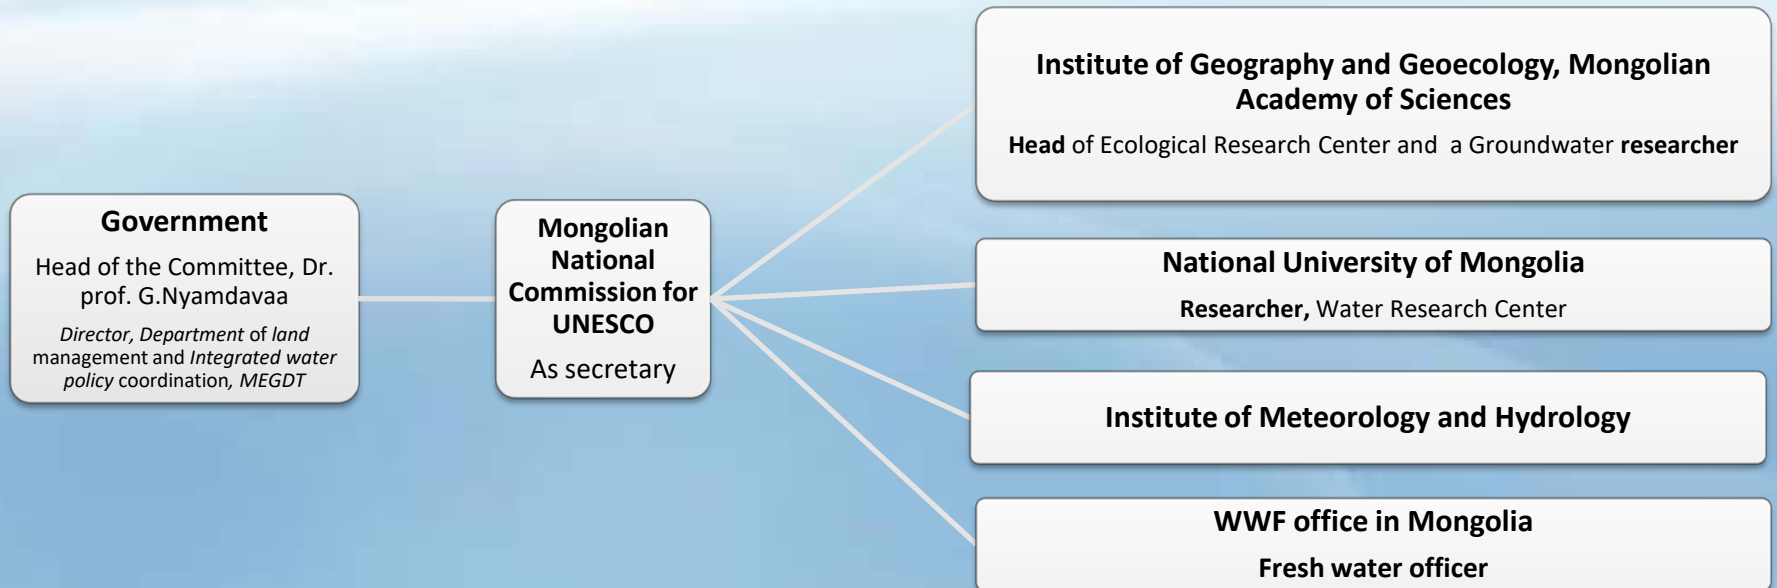 Government
Head of the Committee, Dr.
prof. G.Nyamdavaa
Director, Department of land
management and Integrated water
policy coordination, MEGDT
Mongolian
National
Commission for
UNESCO
As secretary
Institute of Geography and Geoecology, Mongolian
Academy of Sciences
Head of Ecological Research Center and a Groundwater researcher
National University of Mongolia
Researcher, Water Research Center
Institute of Meteorology and Hydrology
WWF office in Mongolia
Fresh water officer